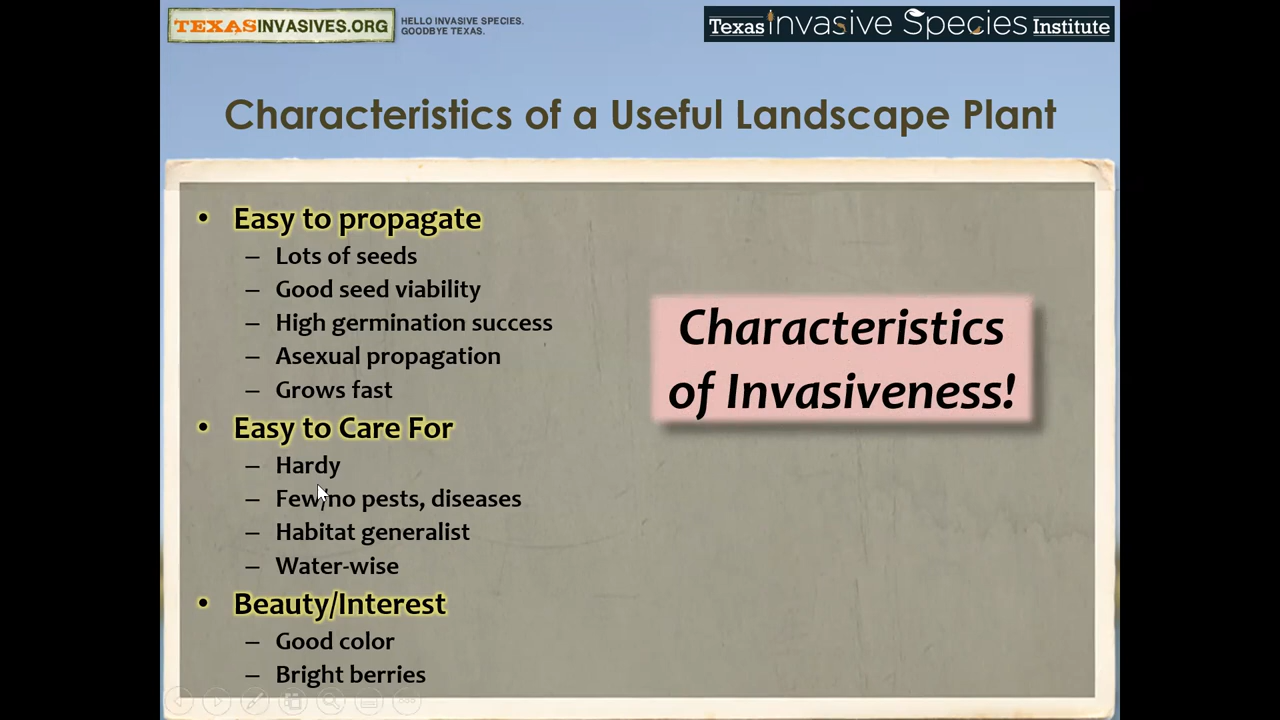 TEXASINVASIVES.ORG
HELLO INVASIVE SPECIES.
GOODBYE TEXAS.
Texas Invasive Species Institute
Characteristics of a Useful Landscape Plant
• Easy to propagate
– Lots of seeds
– Good seed viability
– High germination success
– Asexual propagation
– Grows fast
• Easy to Care For
– Hardy
– Few/no pests, diseases
– Habitat generalist
– Water-wise
• Beauty/Interest
– Good color
– Bright berries
Characteristics
of Invasiveness!